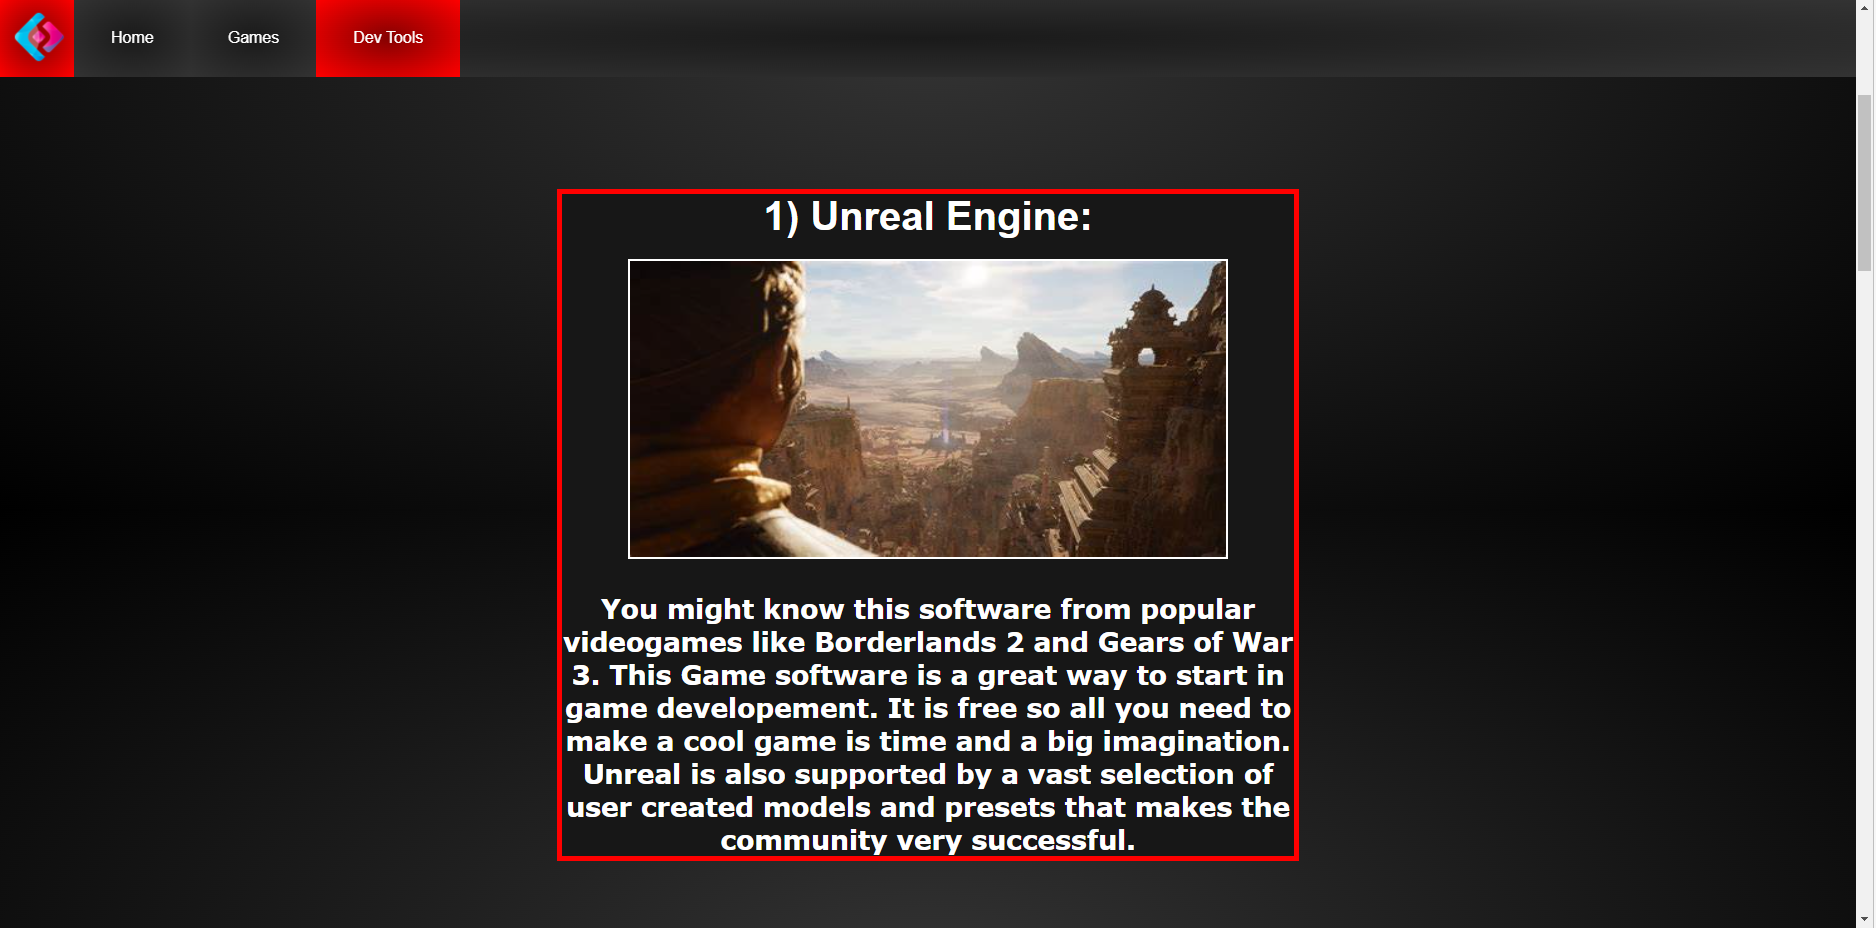 Home Games Dev Tools
1) Unreal Engine:
You might know this software from popular
videogames like Borderlands 2 and Gears of War
3. This Game software is a great way to start in
game developement. It is free so all you need to
make a cool game is time and a big imagination.
Unreal is also supported by a vast selection of
user created models and presets that makes the
community very successful.